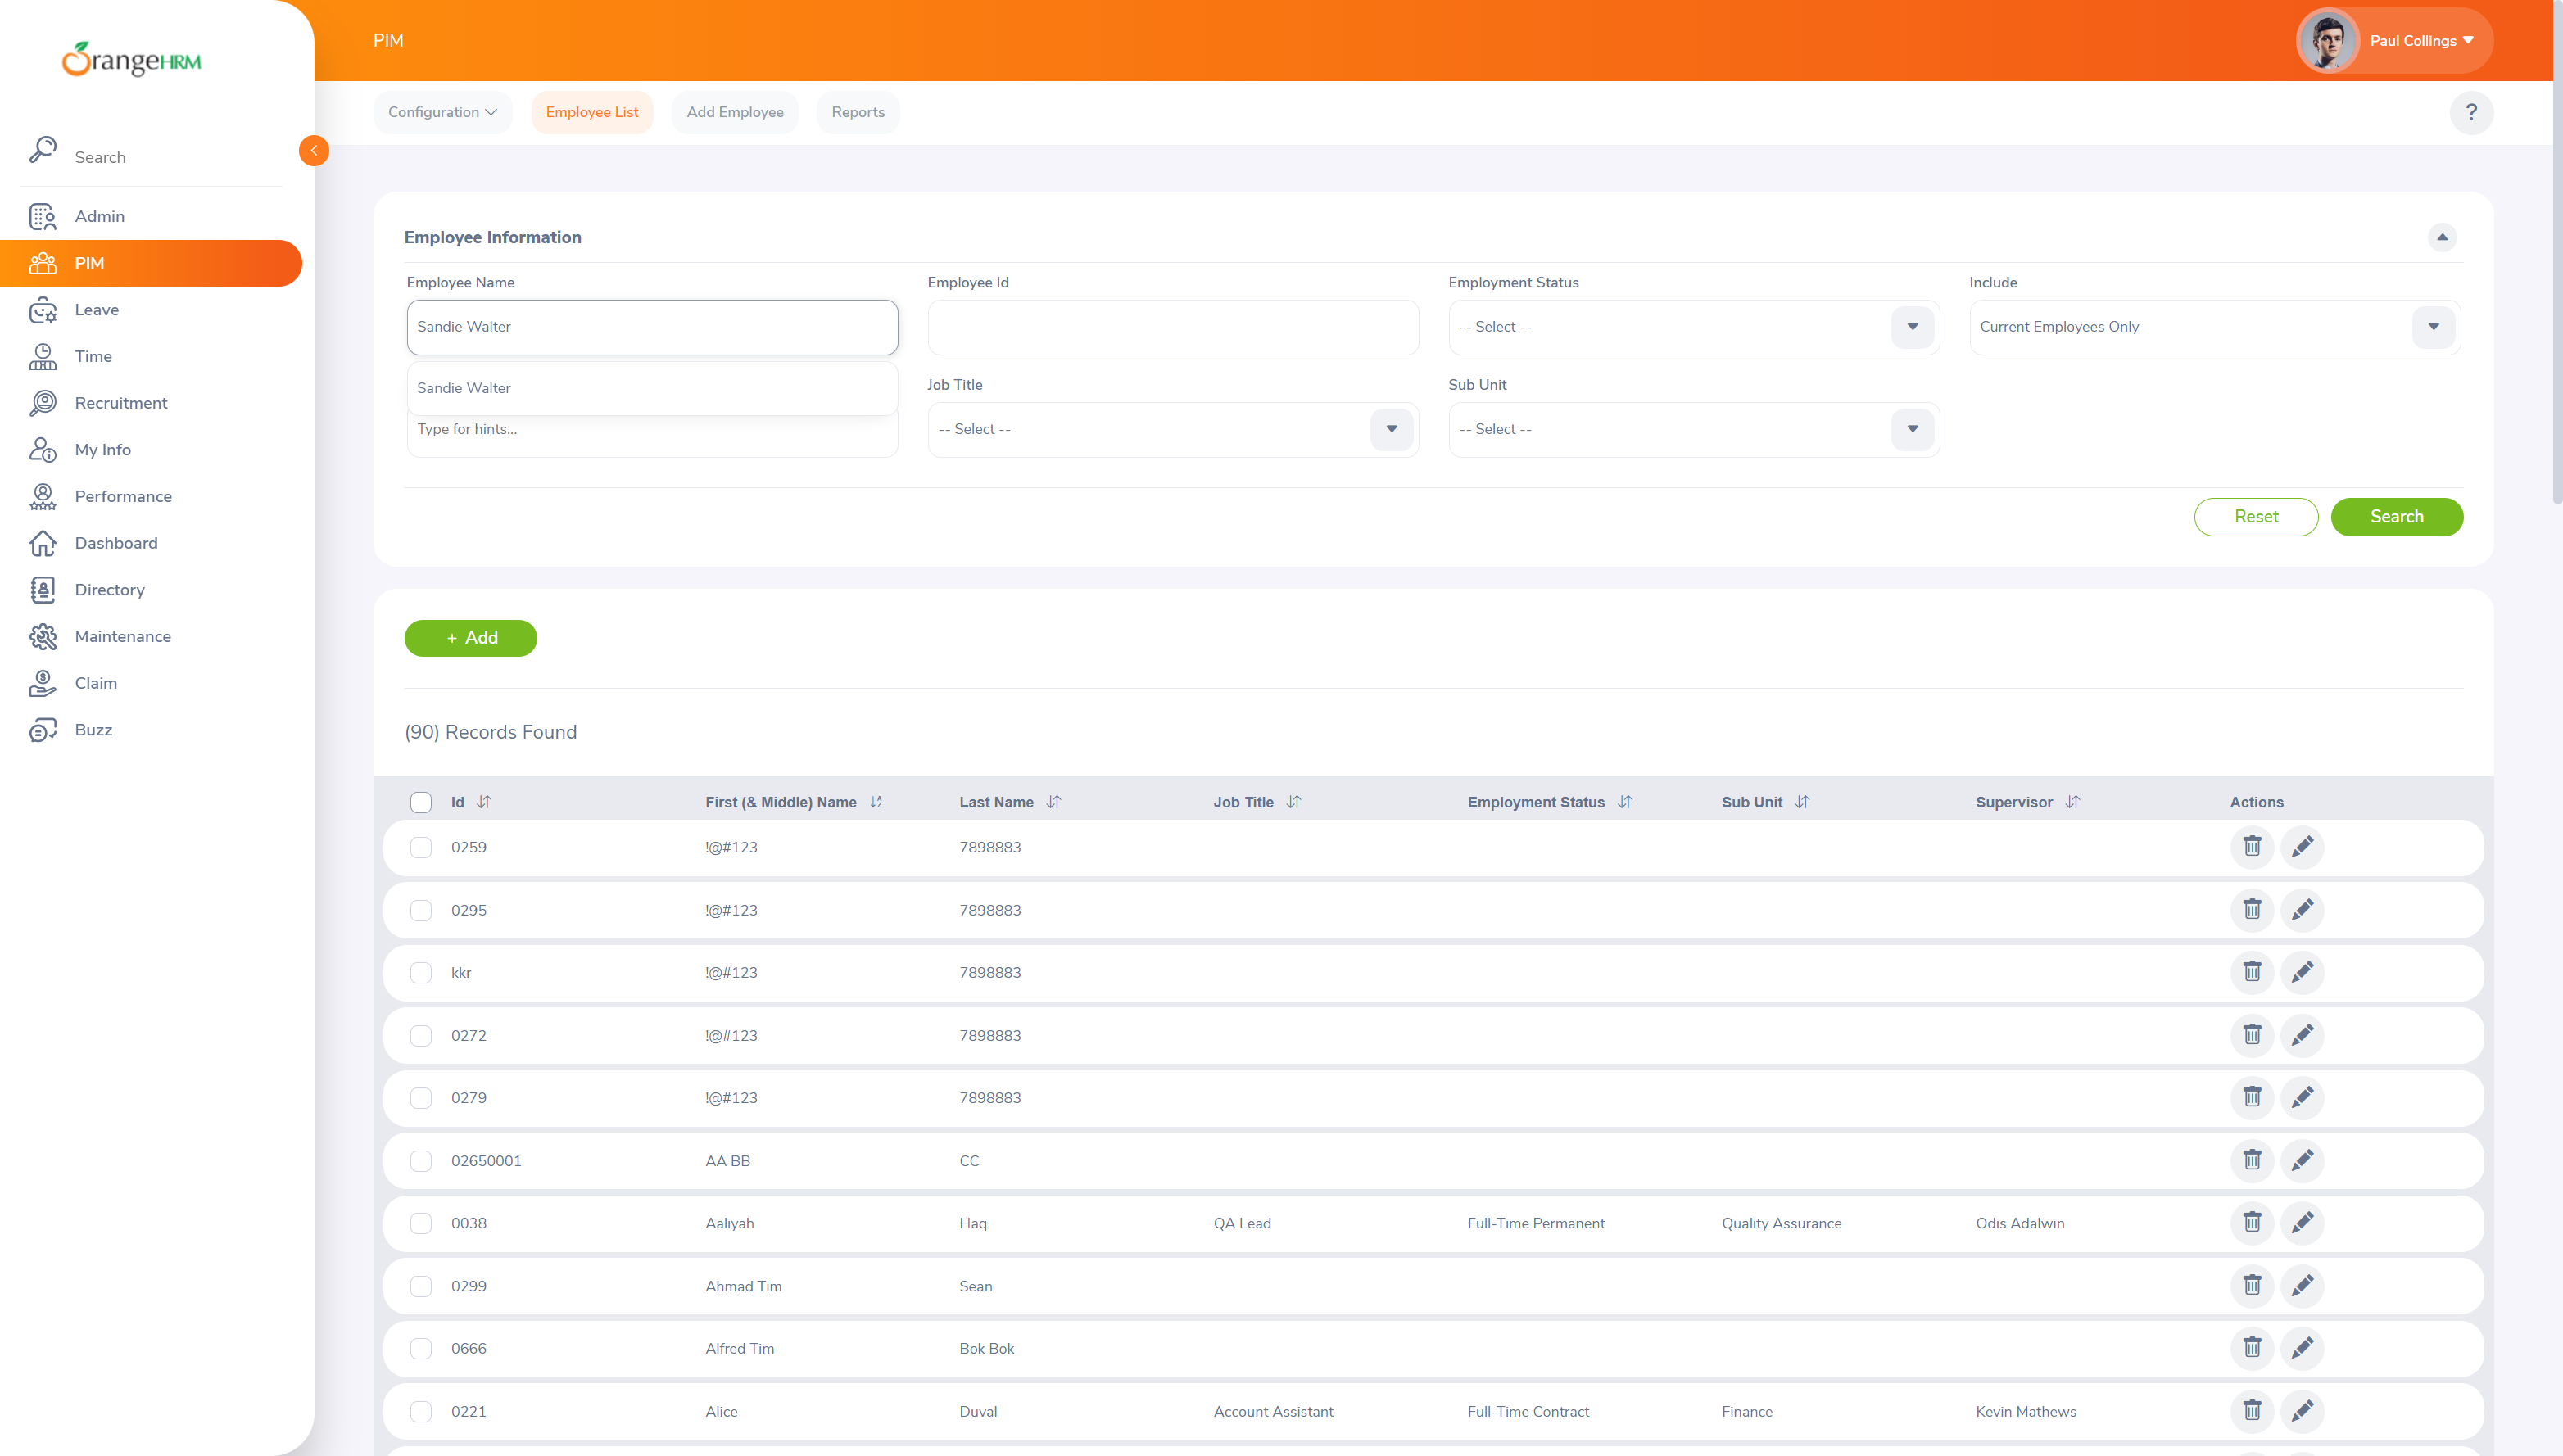 OrangeHRM
PIM
Paul Collings
Configuration
Employee List
Add Employee
Reports
?
Search
Admin
PIM
Leave
Time
Recruitment
My Info
Performance
Dashboard
Directory
Maintenance
Claim
Buzz
Employee Information
Employee Name
Employee Id
Employment Status
Include
Sandie Walter
-- Select --
Current Employees Only
Sandie Walter
Job Title
Sub Unit
Type for hints...
-- Select --
-- Select --
Reset
Search
+ Add
(90) Records Found
Id First (& Middle) Name Last Name Job Title Employment Status Sub Unit Supervisor Actions
0259 !@#123 7898883
0295 !@#123 7898883
kkr !@#123 7898883
0272 !@#123 7898883
0279 !@#123 7898883
02650001 AA BB CC
0038 Aaliyah Haq QA Lead Full-Time Permanent Quality Assurance Odis Adalwin
0299 Ahmad Tim Sean
0666 Alfred Tim Bok Bok
0221 Alice Duval Account Assistant Full-Time Contract Finance Kevin Mathews